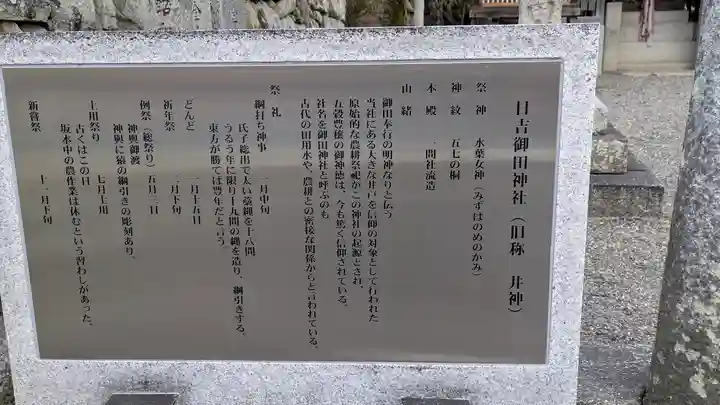 日吉御田神社（旧称 井神）
祭神 水葉女神（みずはのめのかみ）
神紋 五七の桐
本殿 一間社流造
由緒
御田奉行の明神なりと伝う
当社にある大きな井戸を信仰の対象として行われた
原始的な農耕祭祀がこの神社の起源とされ、
五穀豊穣の御神徳は、今も篤く信仰されている。
社名を御田神社と呼ぶのも
古代の田用水や、農耕との密接な関係からと言われている。
祭礼
綱打ち神事 一月中旬
氏子総出で太い藁縄を十八間、
うるう年に限り十九間の縄を造り、綱引きする。
東方が勝てば豊年だと言う。
どんど 一月十五日
祈年祭 二月下旬
例祭（総祭り）五月三日
神輿御渡
神輿に猿の綱引きの彫刻あり、
土用祭り 七月土用
古くはこの日
坂本中の農作業は休むという習わしがあった。
新嘗祭 十一月下旬